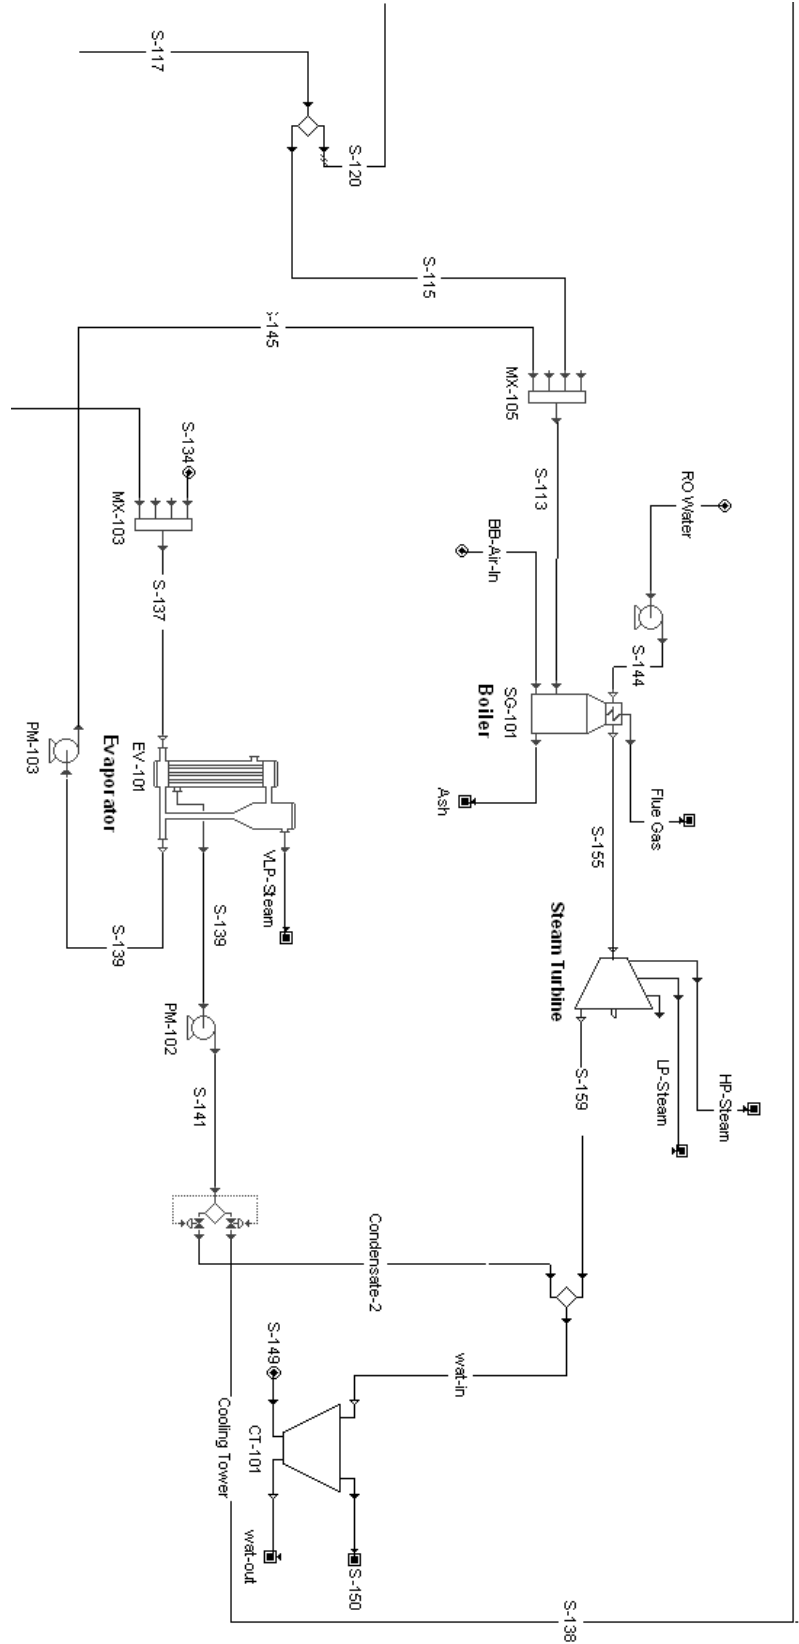 S-117
S-120
S-115
S-145
MX-105
S-134
MX-103
S-113
RO Water
BB-Air-In
S-137
S-144
SG-101
Boiler
PM-103
EV-101
Evaporator
Ash
Flue Gas
S-155
VLP-Steam
S-139
S-139
Steam Turbine
PM-102
S-159
LP-Steam
HP-Steam
S-141
Condensate-2
S-149
wat-in
CT-101
Cooling Tower
wat-out
S-150
S-138